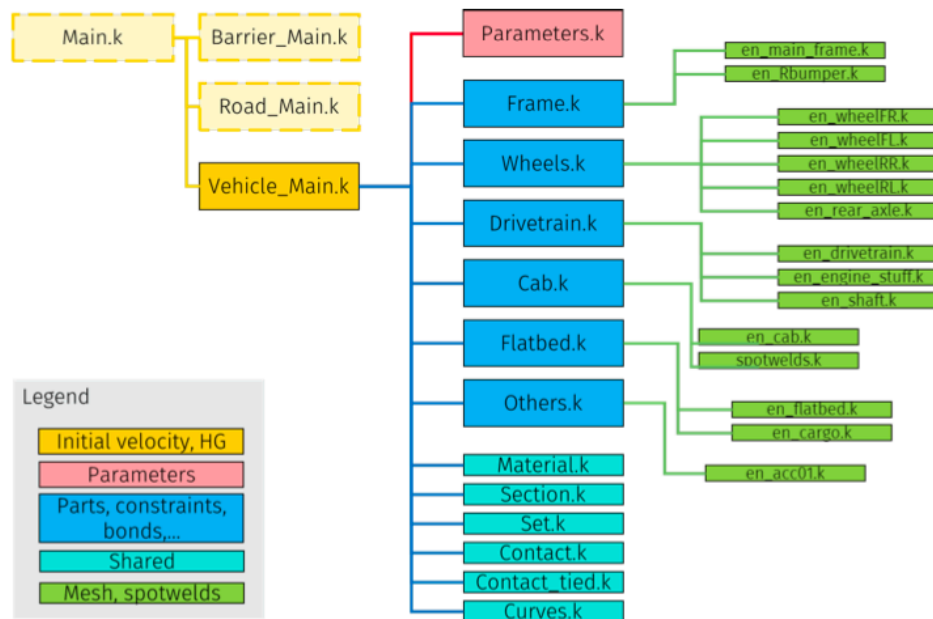 Main.k
Barrier_Main.k
Road_Main.k
Vehicle_Main.k
Parameters.k
Frame.k
Wheels.k
Drivetrain.k
Cab.k
Flatbed.k
Others.k
Material.k
Section.k
Set.k
Contact.k
Contact_tied.k
Curves.k
en_main_frame.k
en_Rbumper.k
en_wheelFR.k
en_wheelFL.k
en_wheelRR.k
en_wheelRL.k
en_rear_axle.k
en_drivetrain.k
en_engine_stuff.k
en_shaft.k
en_cab.k
spotwelds.k
en_flatbed.k
en_cargo.k
en_acc01.k
Legend
Initial velocity, HG
Parameters
Parts, constraints,
bonds,...
Shared
Mesh, spotwelds